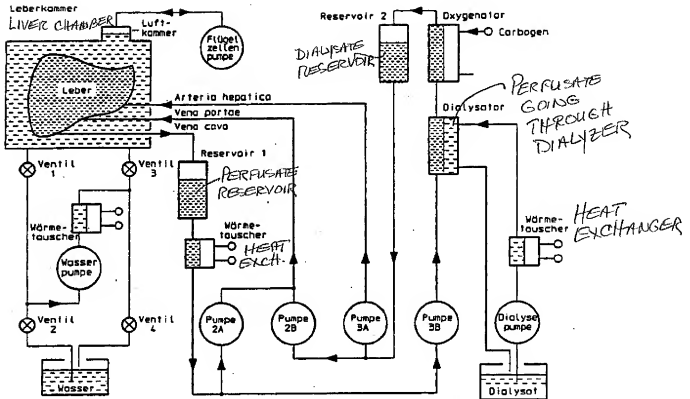 Leberkammer
LIVER CHAMBER
Luft-
kammer
Flügel
zellen
pumpe
Leber
Arteria hepatica
Vena portae
Vena cava
Reservoir 2
DIALYSATE
RESERVOIR
Oxygenator
Carbogen
Dialysator
PERFUSATE
GOING
THROUGH
DIALYZER
Ventil
1
Ventil
3
Reservoir 1
PERFUSATE
RESERVOIR
Wärme-
tauscher
Wasser
pumpe
Wärme-
tauscher
HEAT
EXCH.
Wärme-
tauscher
HEAT
EXCHANGER
Ventil
2
Ventil
4
Pumpe
2A
Pumpe
2B
Pumpe
3A
Pumpe
3B
Dialyse
pumpe
Wasser
Dialysat